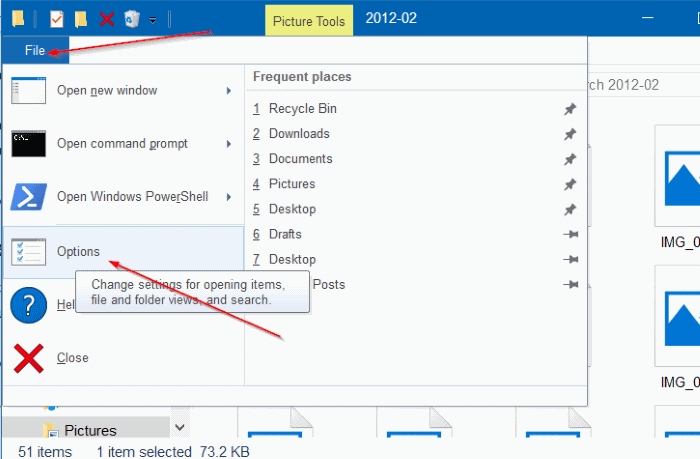 Picture Tools
2012-02
File
Frequent places
rch 2012-02
Open new window
1 Recycle Bin
2 Downloads
Open command prompt
3 Documents
4 Pictures
Open Windows PowerShell
5 Desktop
6 Drafts
Options
7 Desktop
Change settings for opening items,
file and folder views, and search.
Posts
Hel
Close
IMG_0
IMG_0
Pictures
51 items 1 item selected 73.2 KB